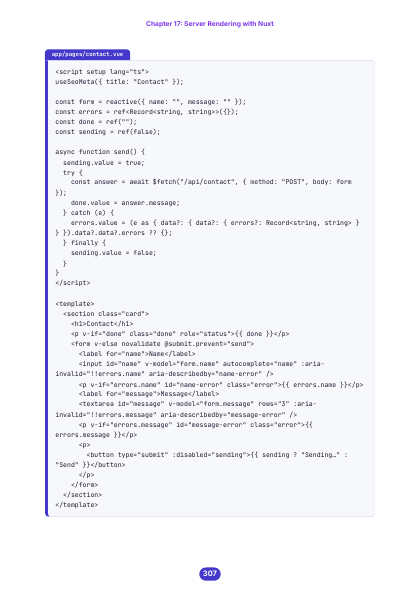 Chapter 17: Server Rendering with Nuxt
app/pages/contact.vue
<script setup lang="ts">
useSeoMeta({ title: "Contact" });

const form = reactive({ name: "", message: "" });
const errors = ref<Record<string, string>>({});
const done = ref("");
const sending = ref(false);

async function send() {
  sending.value = true;
  try {
    const answer = await $fetch("/api/contact", { method: "POST", body: form
});
    done.value = answer.message;
  } catch (e) {
    errors.value = (e as { data?: { data?: { errors?: Record<string, string> }
} }).data?.data?.errors ?? {};
  } finally {
    sending.value = false;
  }
}
</script>

<template>
  <section class="card">
    <h1>Contact</h1>
    <p v-if="done" class="done" role="status">{{ done }}</p>
    <form v-else novalidate @submit.prevent="send">
      <label for="name">Name</label>
      <input id="name" v-model="form.name" autocomplete="name" :aria-
invalid="!!errors.name" aria-describedby="name-error" />
      <p v-if="errors.name" id="name-error" class="error">{{ errors.name }}</p>
      <label for="message">Message</label>
      <textarea id="message" v-model="form.message" rows="3" :aria-
invalid="!!errors.message" aria-describedby="message-error" />
      <p v-if="errors.message" id="message-error" class="error">{{
errors.message }}</p>
      <p>
        <button type="submit" :disabled="sending">{{ sending ? "Sending…" :
"Send" }}</button>
      </p>
    </form>
  </section>
</template>
307